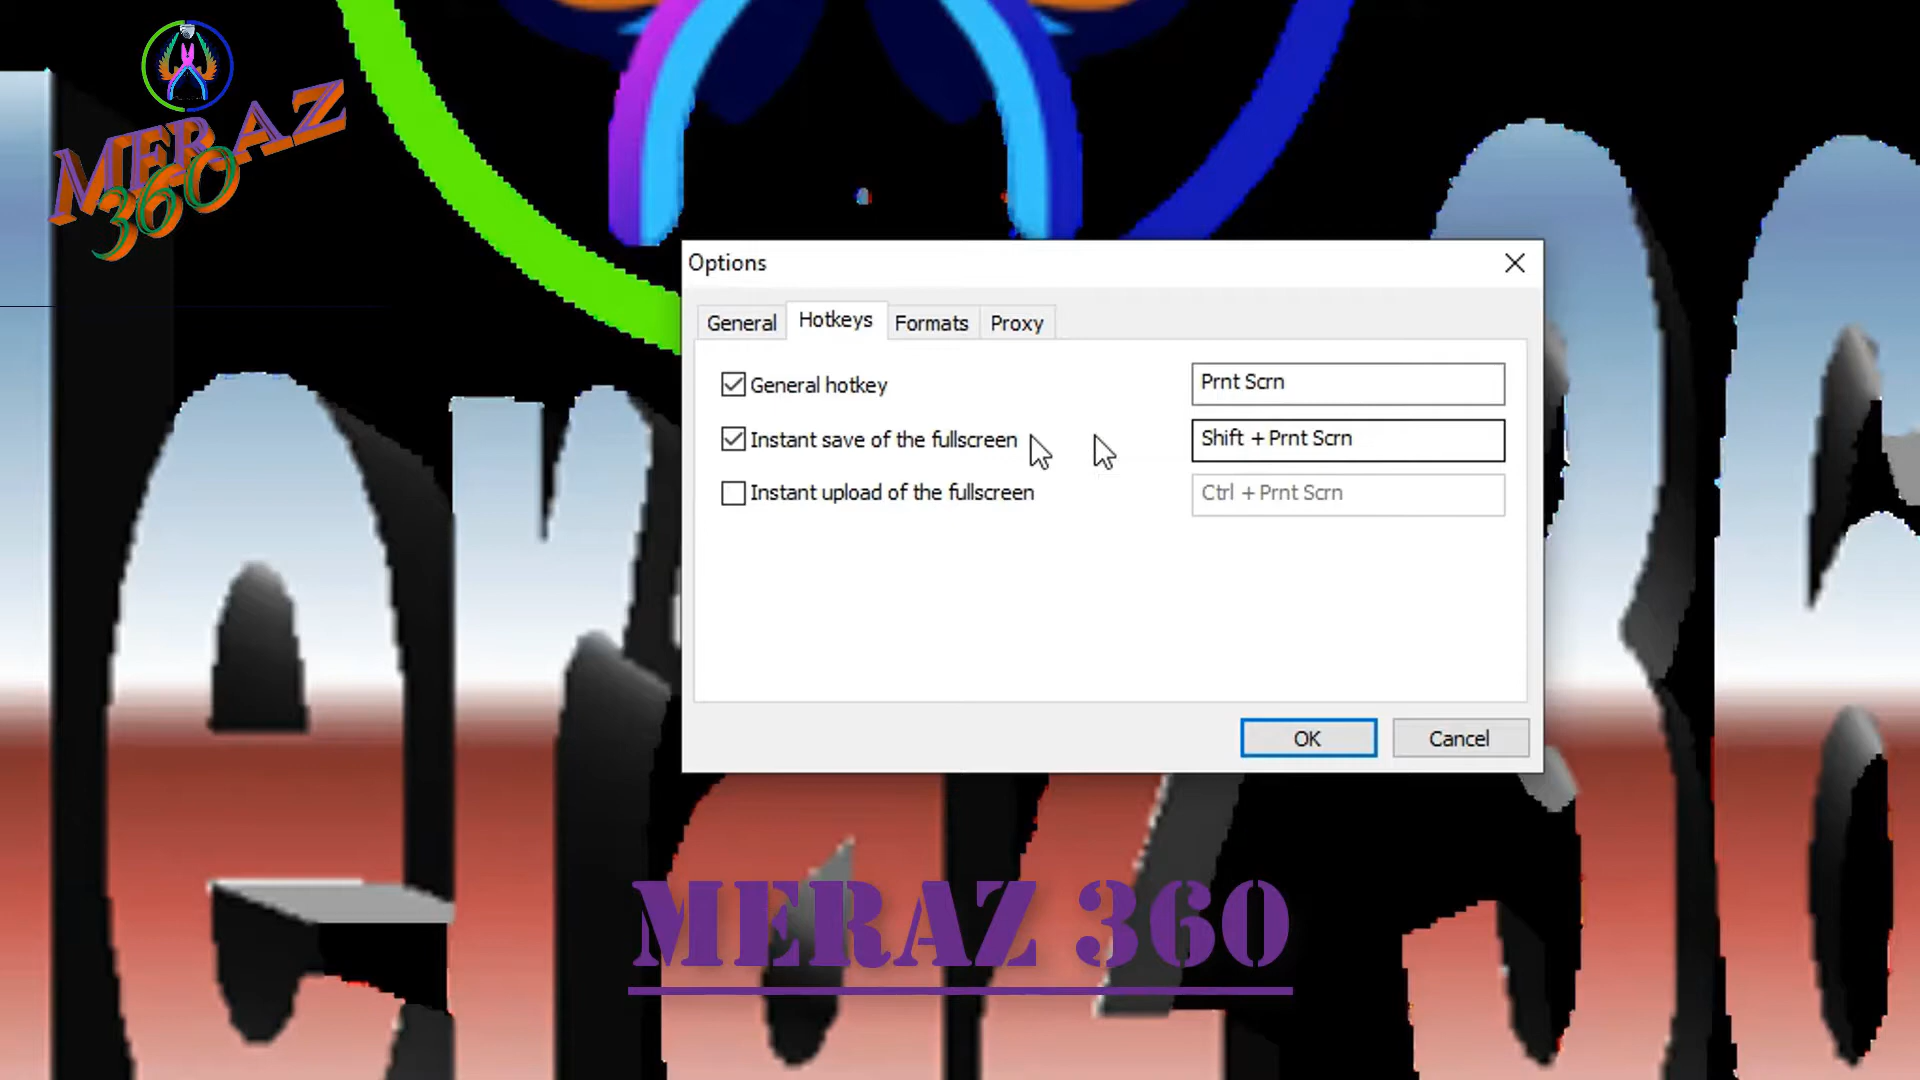 MERAZ
360
Options
General Hotkeys Formats Proxy
General hotkey Prnt Scrn
Instant save of the fullscreen Shift + Prnt Scrn
Instant upload of the fullscreen Ctrl + Prnt Scrn
OK Cancel
MERAZ 360